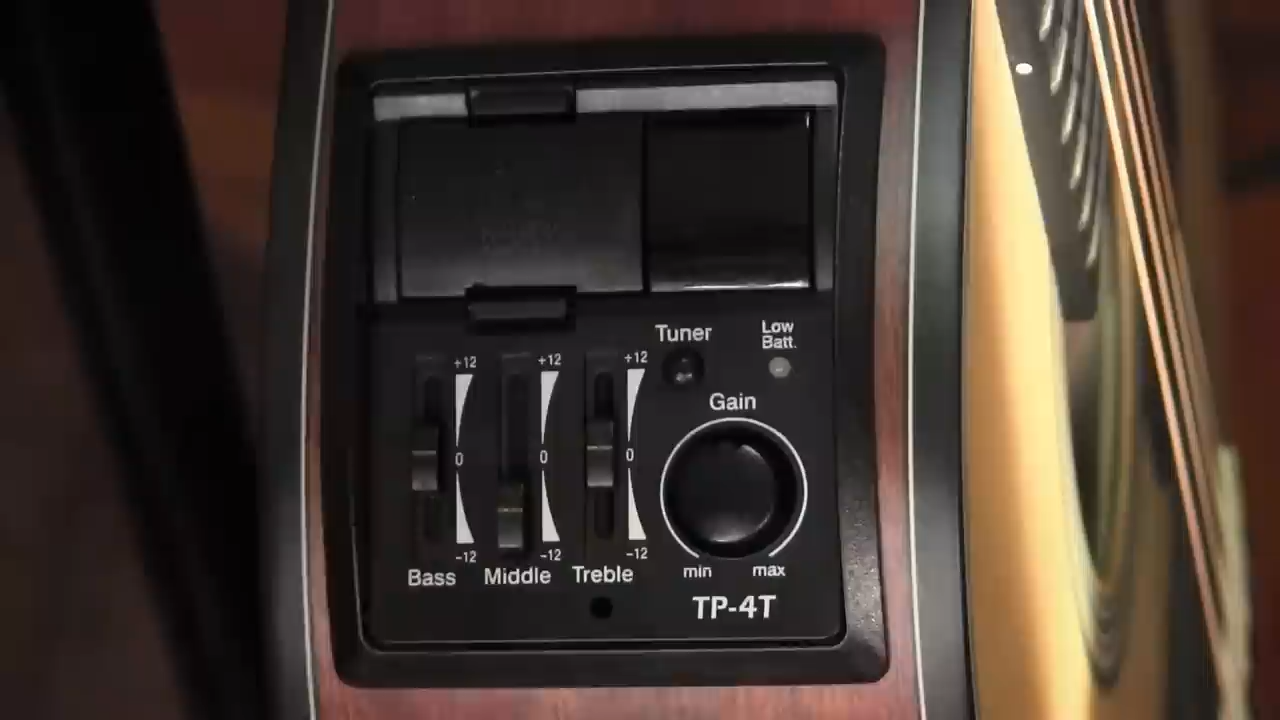 Tuner
Low
Batt.
Gain
+12 +12 +12
0 0 0
-12 -12 -12
Bass Middle Treble
min max
TP-4T